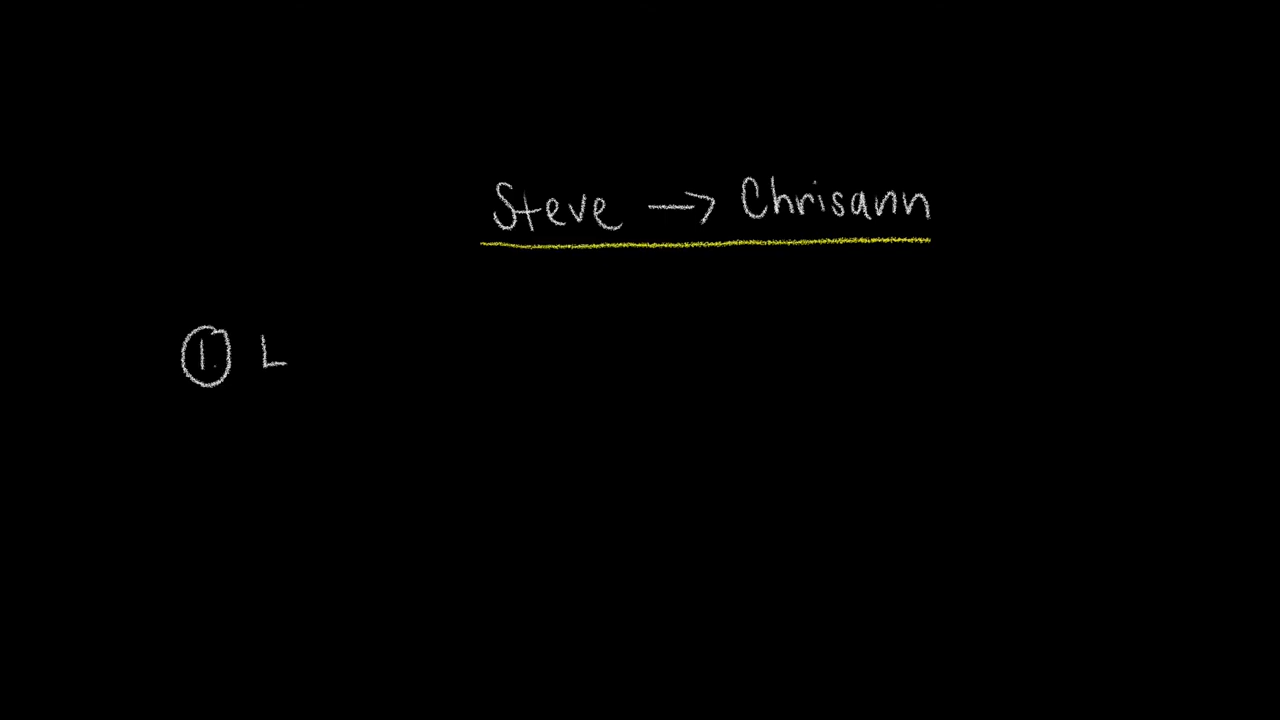 Steve → Chrisann
1. L